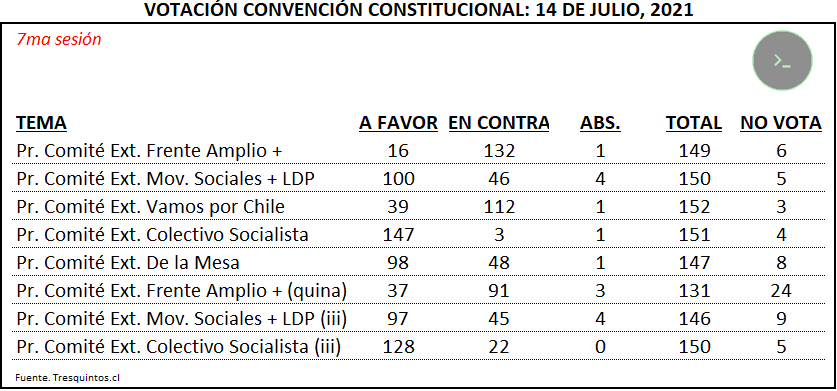 VOTACIÓN CONVENCIÓN CONSTITUCIONAL: 14 DE JULIO, 2021
7ma sesión
>_
TEMA A FAVOR EN CONTRA ABS. TOTAL NO VOTA
Pr. Comité Ext. Frente Amplio + 16 132 1 149 6
Pr. Comité Ext. Mov. Sociales + LDP 100 46 4 150 5
Pr. Comité Ext. Vamos por Chile 39 112 1 152 3
Pr. Comité Ext. Colectivo Socialista 147 3 1 151 4
Pr. Comité Ext. De la Mesa 98 48 1 147 8
Pr. Comité Ext. Frente Amplio + (quina) 37 91 3 131 24
Pr. Comité Ext. Mov. Sociales + LDP (iii) 97 45 4 146 9
Pr. Comité Ext. Colectivo Socialista (iii) 128 22 0 150 5
Fuente. Tresquintos.cl